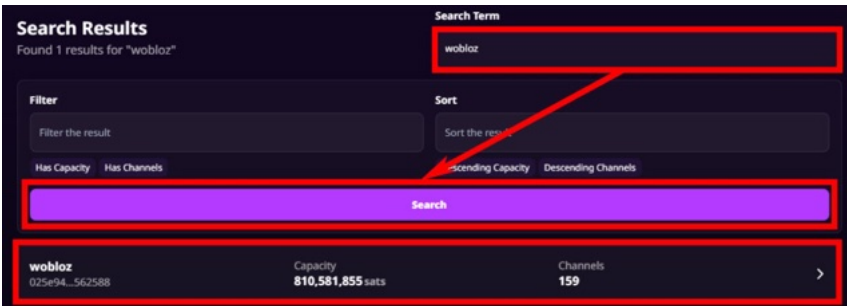 Search Results
Found 1 results for "wobloz"
Search Term
wobloz
Filter
Filter the result
Has Capacity Has Channels
Sort
Sort the result
Descending Capacity Descending Channels
Search
wobloz
025e94...562588
Capacity
810,581,855 sats
Channels
159